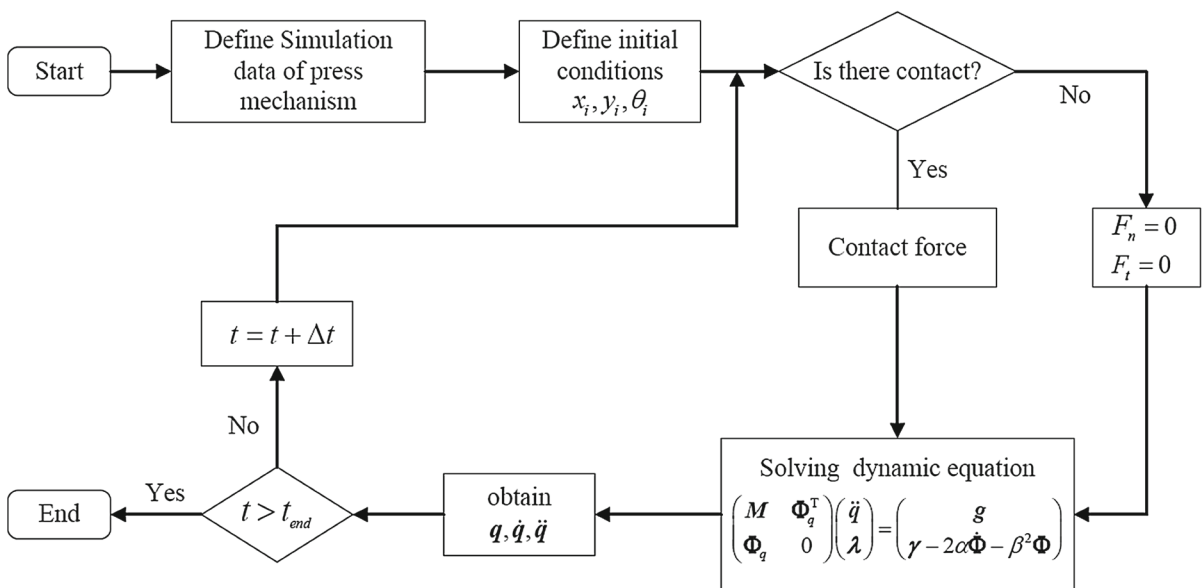 Start
Define Simulation
data of press
mechanism
Define initial
conditions
x_i, y_i, θ_i
Is there contact?
No
Yes
Contact force
F_n = 0
F_t = 0
t = t + Δt
No
Solving dynamic equation
(M Φ_q^T; Φ_q 0)(q̈; λ) = (g; γ − 2αΦ̇ − β²Φ)
obtain
q, q̇, q̈
t > t_end
Yes
End